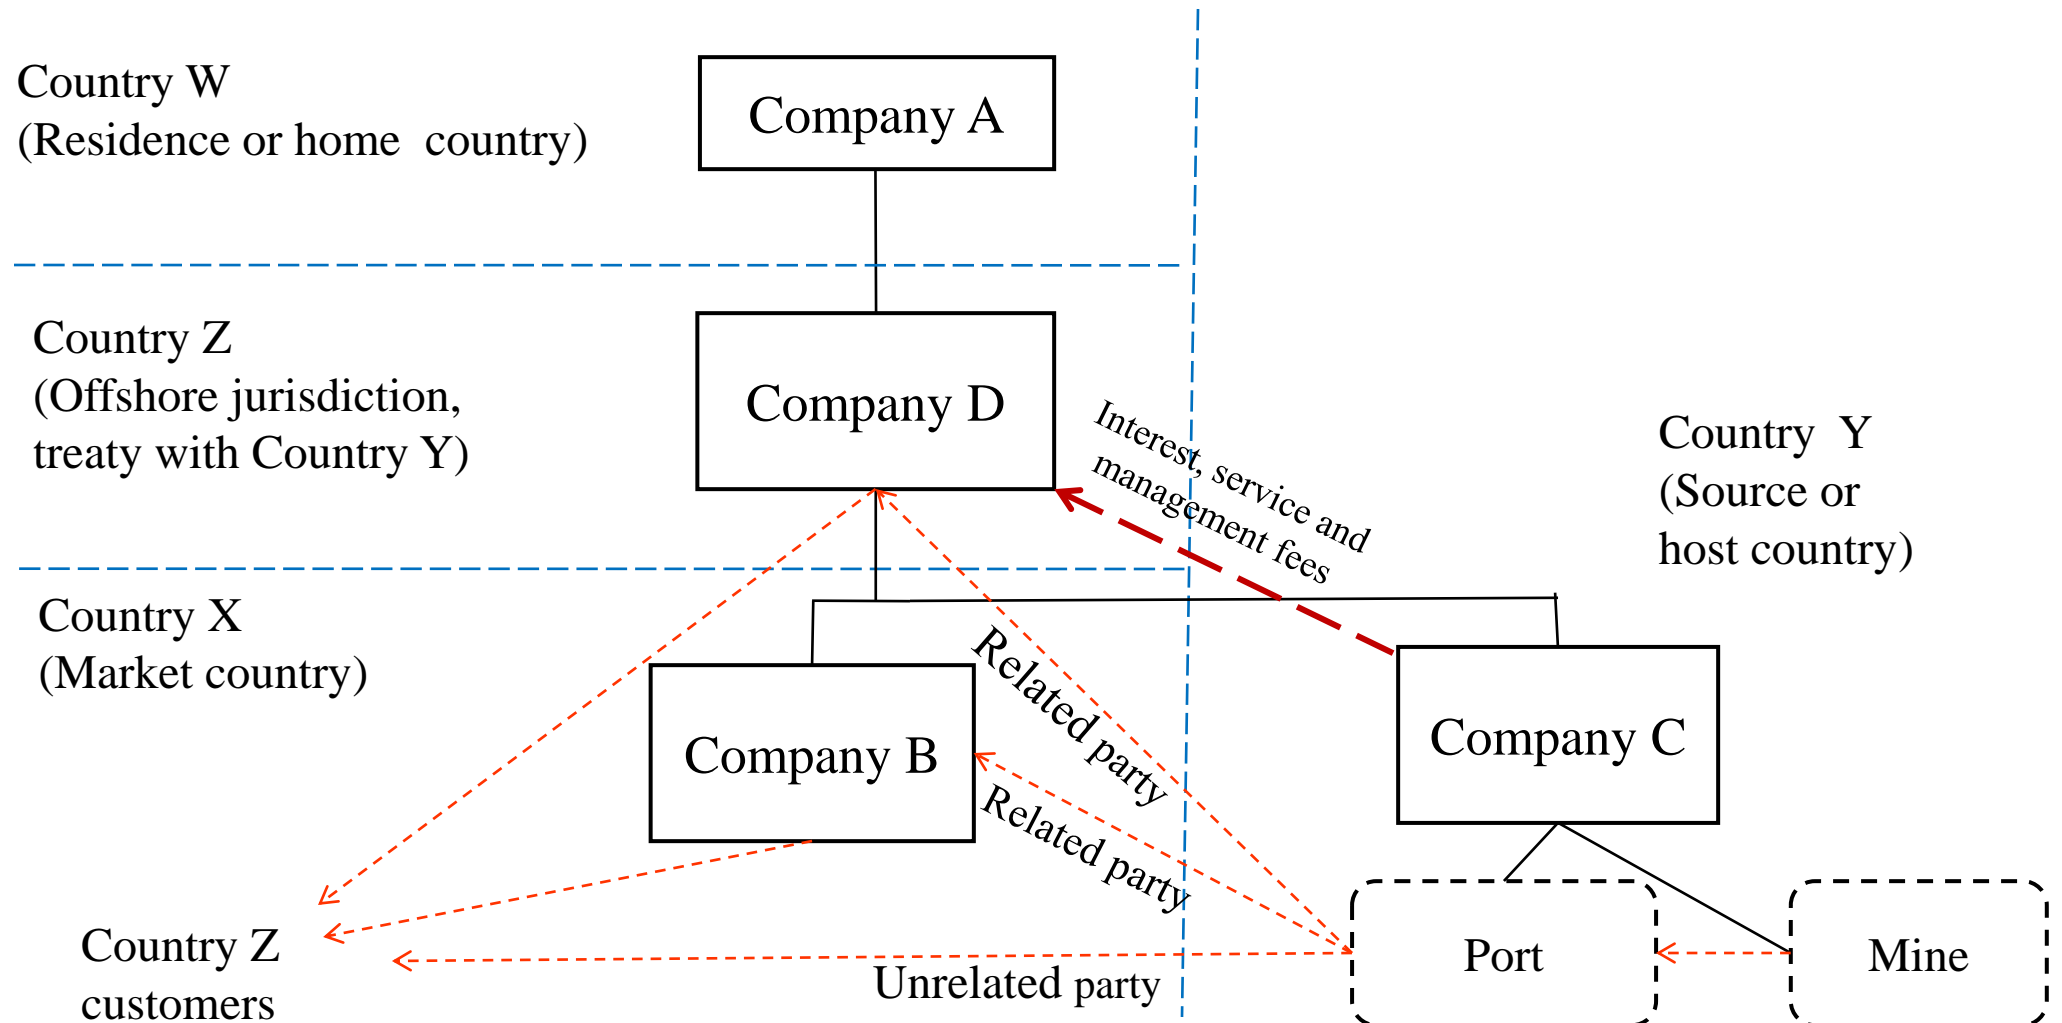 Country W
(Residence or home country)
Company A
Country Z
(Offshore jurisdiction,
treaty with Country Y)
Company D
Interest, service and
management fees
Country Y
(Source or
host country)
Country X
(Market country)
Related party
Company B
Company C
Related party
Country Z
customers
Unrelated party
Port
Mine